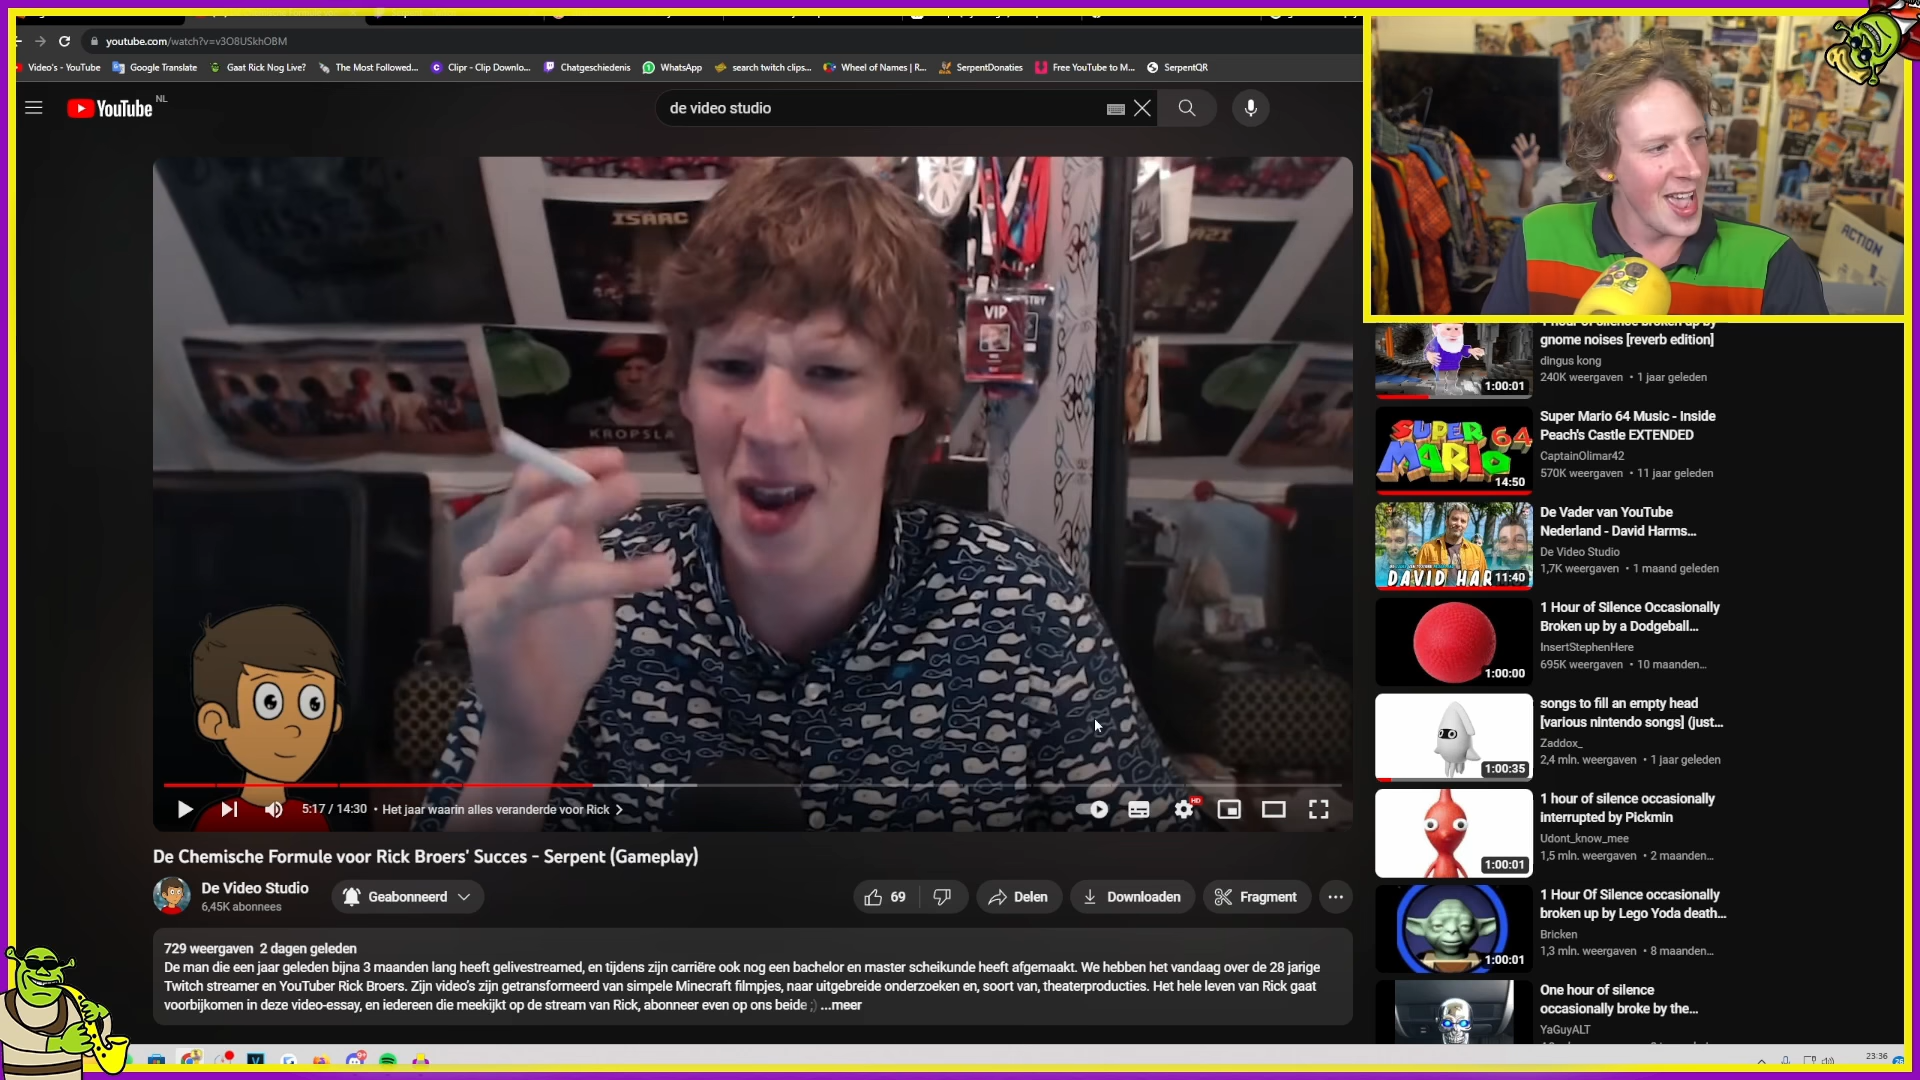 youtube.com/watch?v=v3O8USkhOBM
Video's - YouTube
Google Translate
Gaat Rick Nog Live?
The Most Followed...
Clipr - Clip Downlo...
Chatgeschiedenis
WhatsApp
search twitch clips...
Wheel of Names | R...
SerpentDonaties
Free YouTube to M...
SerpentQR
YouTube NL
de video studio
ISAAC
VIP
KROPSLA
ACTION
5:17 / 14:30 • Het jaar waarin alles veranderde voor Rick
HD
De Chemische Formule voor Rick Broers' Succes - Serpent (Gameplay)
De Video Studio
6,45K abonnees
Geabonneerd
69
Delen
Downloaden
Fragment
729 weergaven 2 dagen geleden
De man die een jaar geleden bijna 3 maanden lang heeft gelivestreamed, en tijdens zijn carrière ook nog een bachelor en master scheikunde heeft afgemaakt. We hebben het vandaag over de 28 jarige
Twitch streamer en YouTuber Rick Broers. Zijn video's zijn getransformeerd van simpele Minecraft filmpjes, naar uitgebreide onderzoeken en, soort van, theaterproducties. Het hele leven van Rick gaat
voorbijkomen in deze video-essay, en iedereen die meekijkt op de stream van Rick, abonneer even op ons beide ;) ...meer
1 hour of silence broken up by
gnome noises [reverb edition]
dingus kong
240K weergaven • 1 jaar geleden
1:00:01
Super Mario 64 Music - Inside
Peach's Castle EXTENDED
CaptainOlimar42
570K weergaven • 11 jaar geleden
SUPER MARIO 64
14:50
De Vader van YouTube
Nederland - David Harms...
De Video Studio
1,7K weergaven • 1 maand geleden
DAVID HAR
11:40
1 Hour of Silence Occasionally
Broken up by a Dodgeball...
InsertStephenHere
695K weergaven • 10 maanden...
1:00:00
songs to fill an empty head
[various nintendo songs] (just...
Zaddox_
2,4 mln. weergaven • 1 jaar geleden
1:00:35
1 hour of silence occasionally
interrupted by Pickmin
Udont_know_mee
1,5 mln. weergaven • 2 maanden...
1:00:01
1 Hour Of Silence occasionally
broken up by Lego Yoda death...
Bricken
1,3 mln. weergaven • 8 maanden...
1:00:01
One hour of silence
occasionally broke by the...
YaGuyALT
23:36